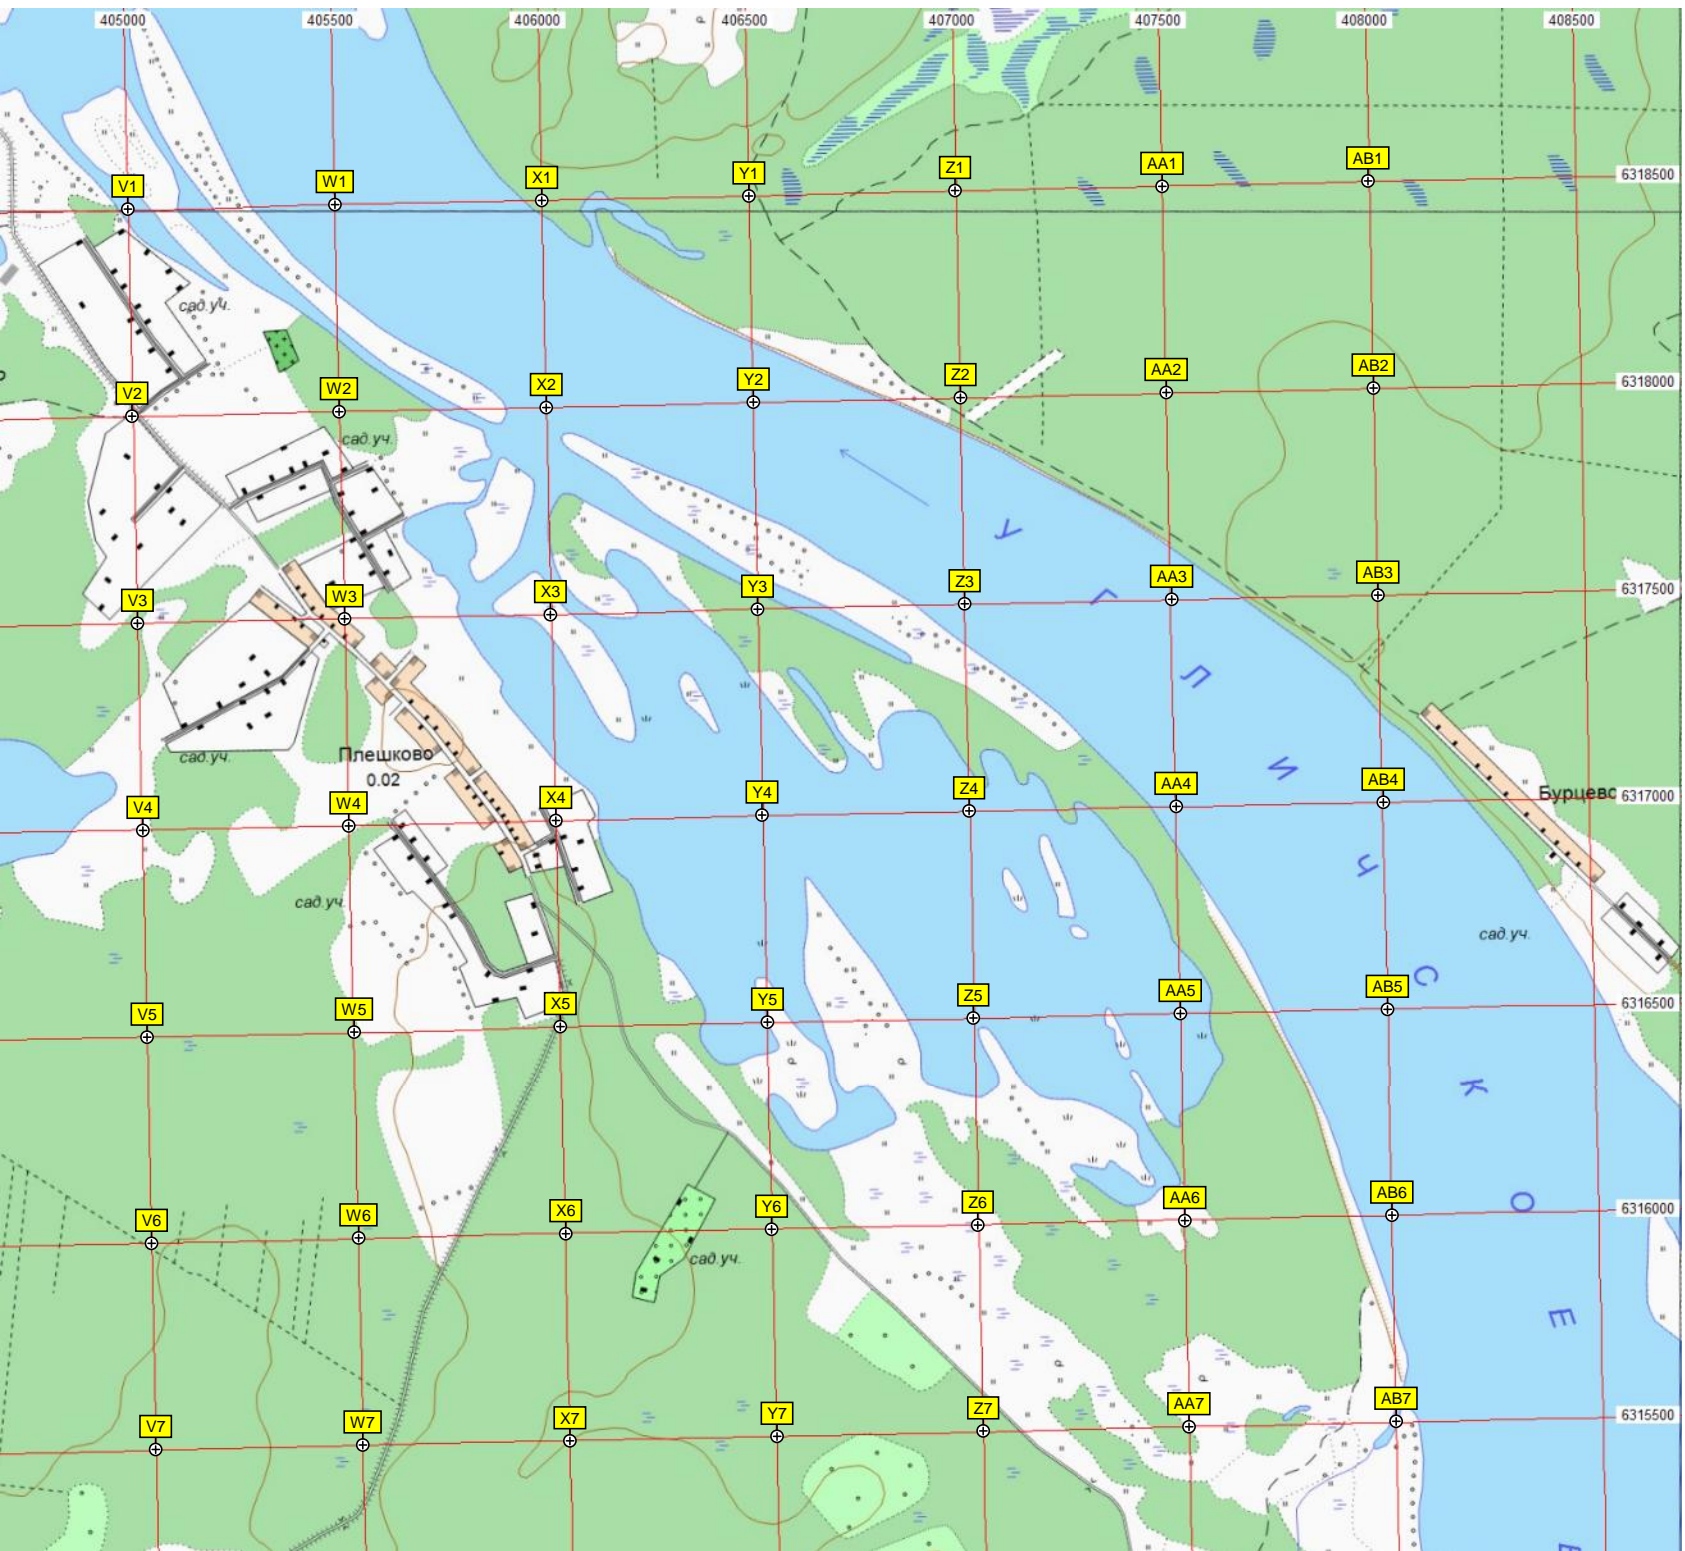 405000 405500 406000 406500 407000 407500 408000 408500
V1 W1 X1 Y1 Z1 AA1 AB1 6318500
сад.уч.
V2 W2 X2 Y2 Z2 AA2 AB2 6318000
сад.уч.
V3 W3 X3 Y3 Z3 AA3 AB3 6317500
сад.уч.
Плешково
0.02
V4 W4 X4 Y4 Z4 AA4 AB4 6317000
Бурцево
сад.уч.
сад.уч.
V5 W5 X5 Y5 Z5 AA5 AB5 6316500
V6 W6 X6 Y6 Z6 AA6 AB6 6316000
сад.уч.
V7 W7 X7 Y7 Z7 AA7 AB7 6315500
УГЛИЧСКОЕ В